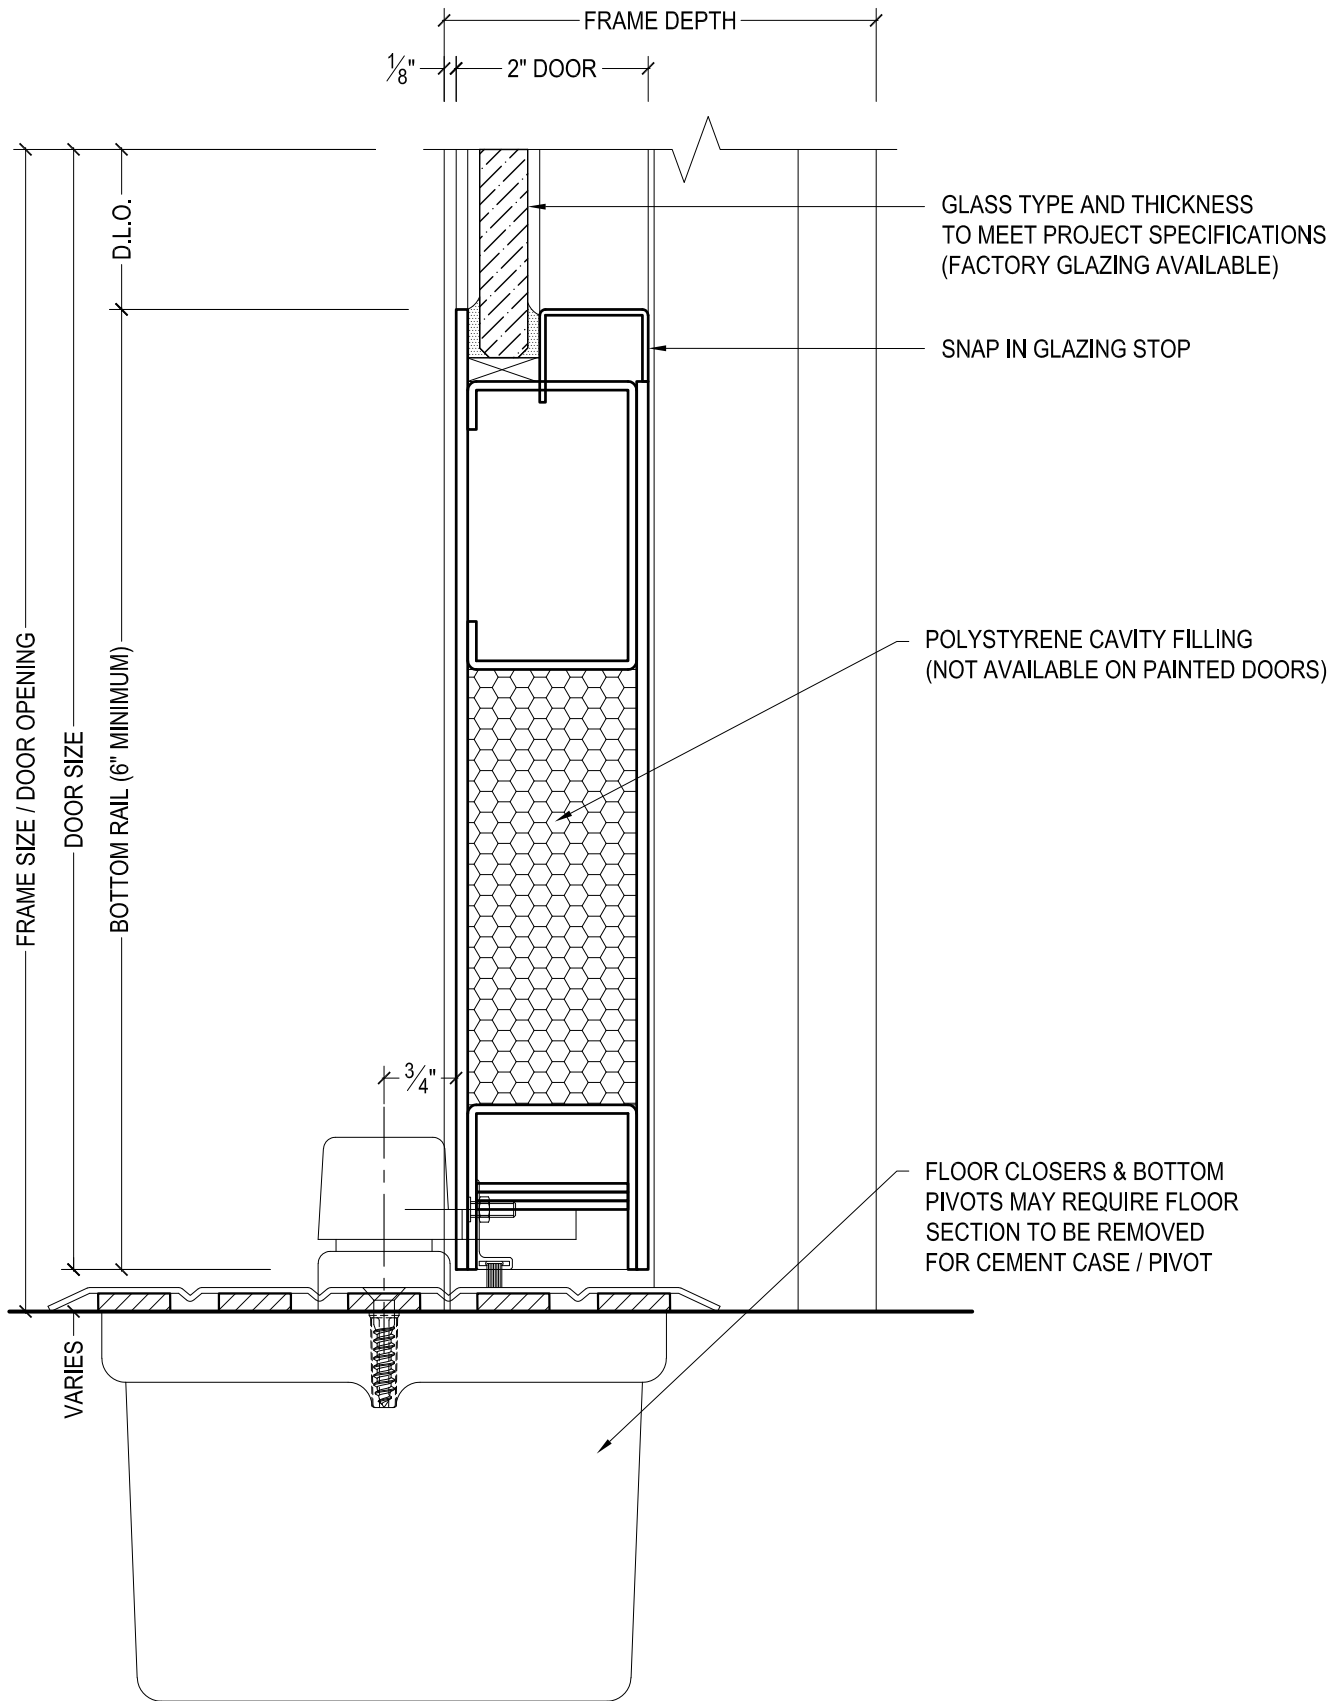 FRAME DEPTH
1/8"
2" DOOR
GLASS TYPE AND THICKNESS
TO MEET PROJECT SPECIFICATIONS
(FACTORY GLAZING AVAILABLE)
D.L.O.
SNAP IN GLAZING STOP
FRAME SIZE / DOOR OPENING
DOOR SIZE
BOTTOM RAIL (6" MINIMUM)
POLYSTYRENE CAVITY FILLING
(NOT AVAILABLE ON PAINTED DOORS)
3/4"
FLOOR CLOSERS & BOTTOM
PIVOTS MAY REQUIRE FLOOR
SECTION TO BE REMOVED
FOR CEMENT CASE / PIVOT
VARIES